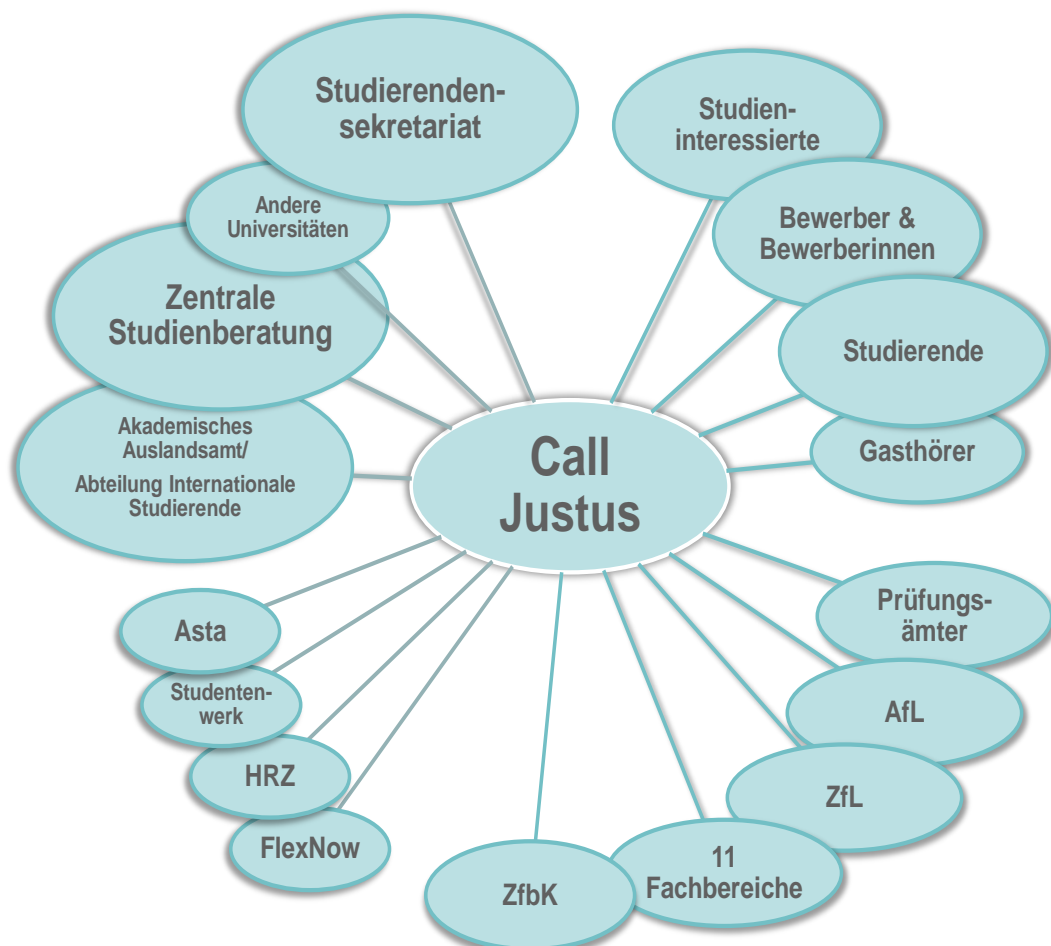 Studierenden-
sekretariat
Studien-
interessierte
Andere
Universitäten
Bewerber &
Bewerberinnen
Zentrale
Studienberatung
Studierende
Akademisches
Auslandsamt/
Abteilung Internationale
Studierende
Gasthörer
Call
Justus
Prüfungs-
ämter
Asta
Studenten-
werk
AfL
HRZ
ZfL
FlexNow
11
Fachbereiche
ZfbK